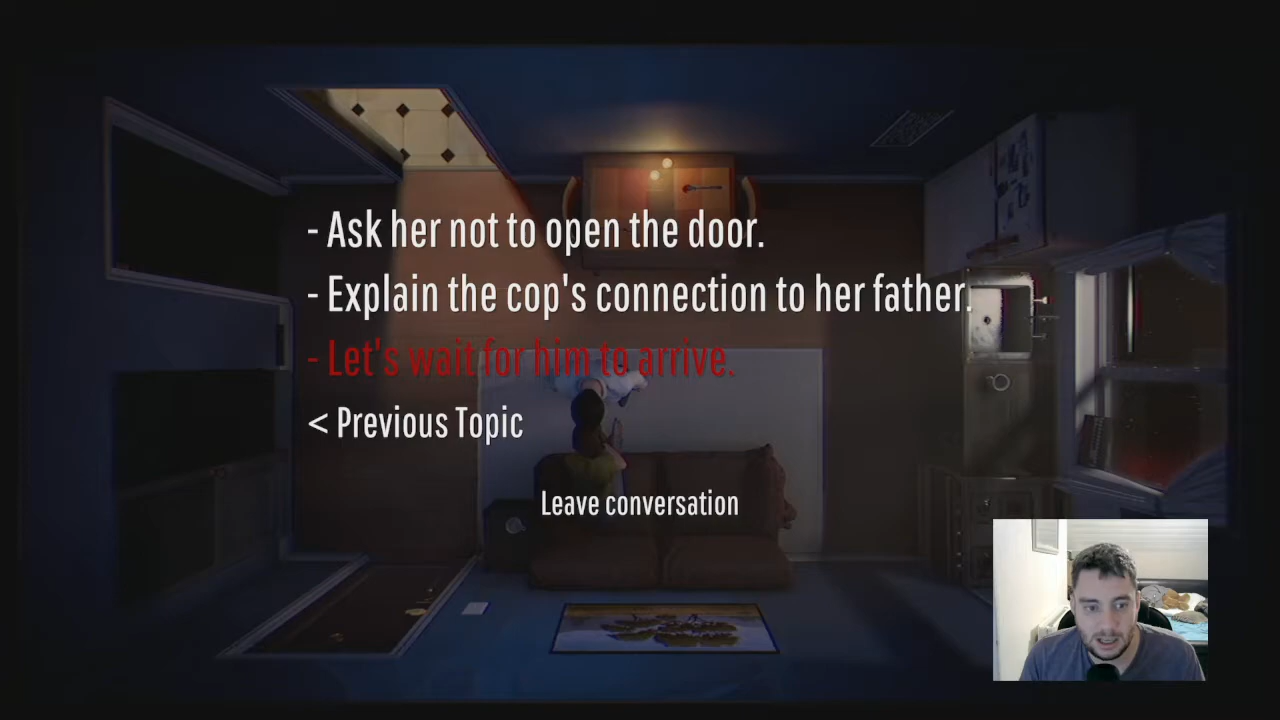 - Ask her not to open the door.
- Explain the cop's connection to her father.
- Let's wait for him to arrive.
< Previous Topic
Leave conversation